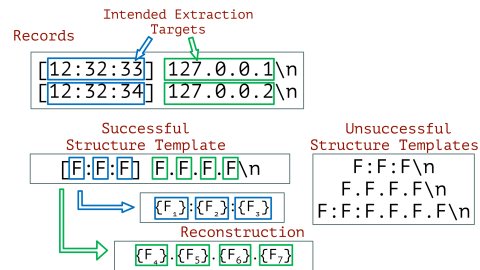 Intended Extraction
Targets
Records
[12:32:33] 127.0.0.1\n
[12:32:34] 127.0.0.2\n
Successful
Structure Template
[F:F:F] F.F.F.F\n
{F₁}:{F₂}:{F₃}
Reconstruction
{F₄}.{F₅}.{F₆}.{F₇}
Unsuccessful
Structure Templates
F:F:F\n
F.F.F.F\n
F:F:F.F.F.F\n